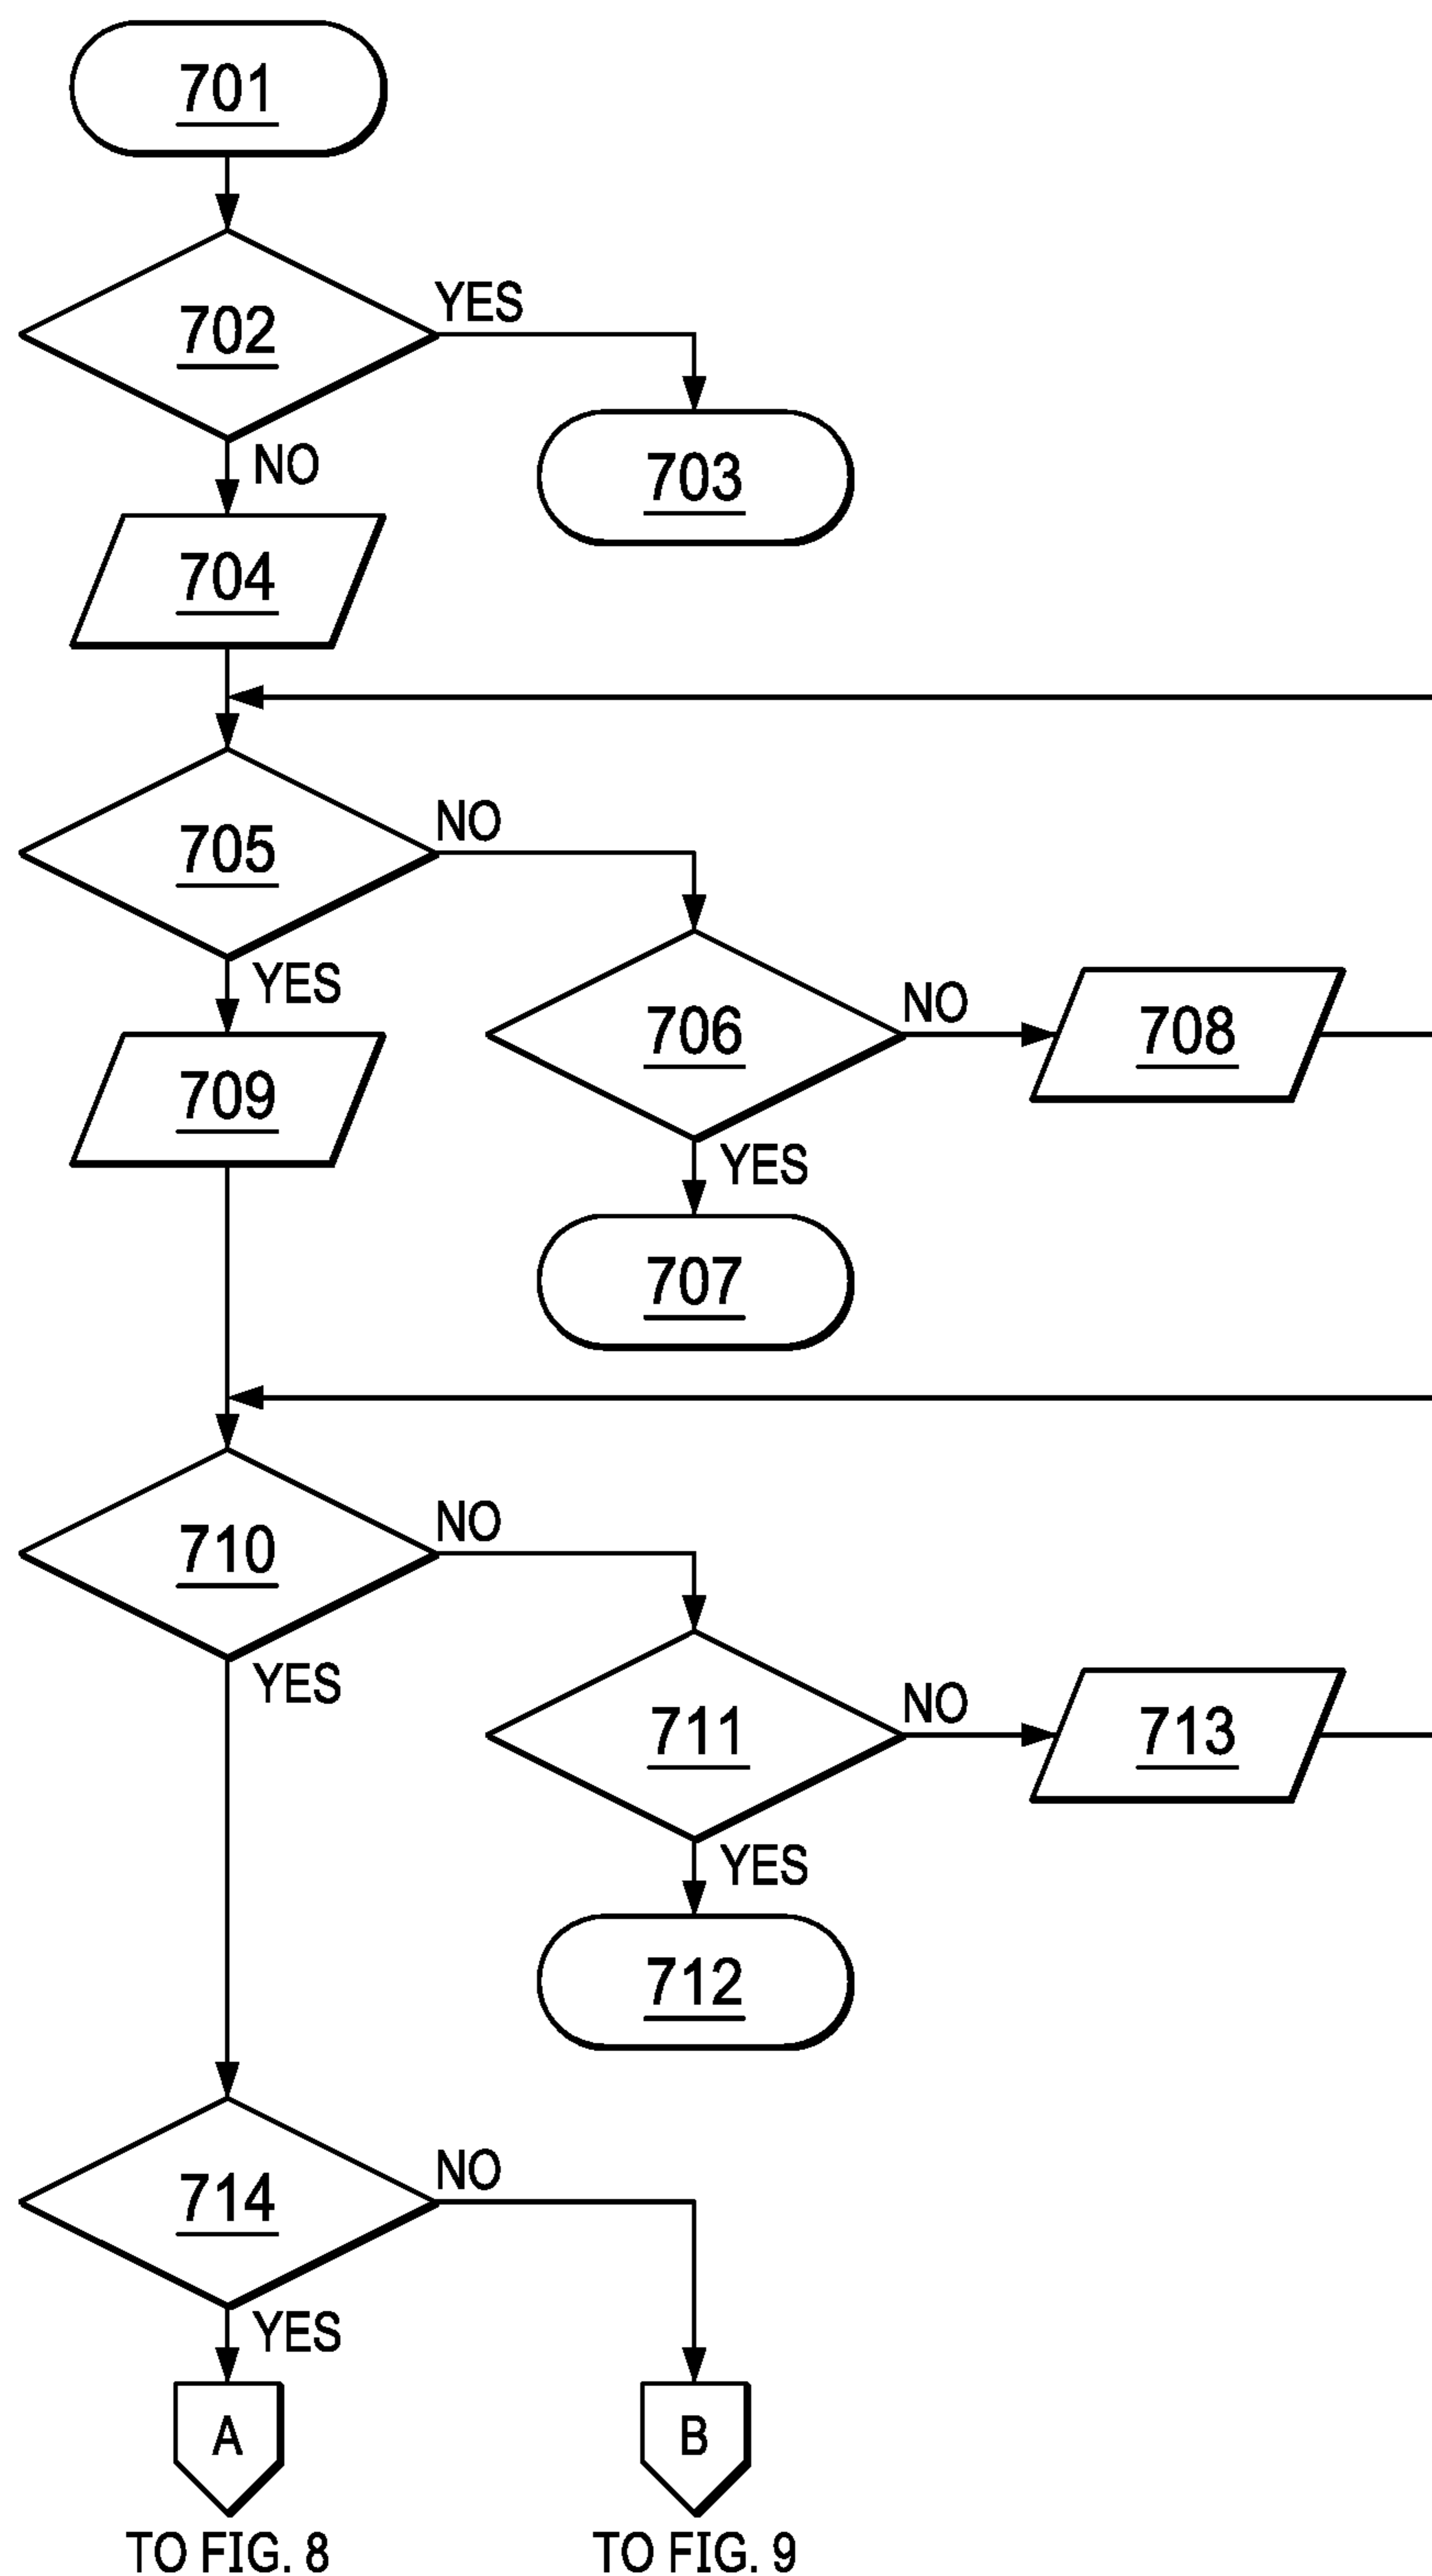 701
702
YES
NO
703
704
705
NO
YES
706
NO
708
709
YES
707
710
NO
YES
711
NO
713
YES
712
714
NO
YES
A
B
TO FIG. 8
TO FIG. 9